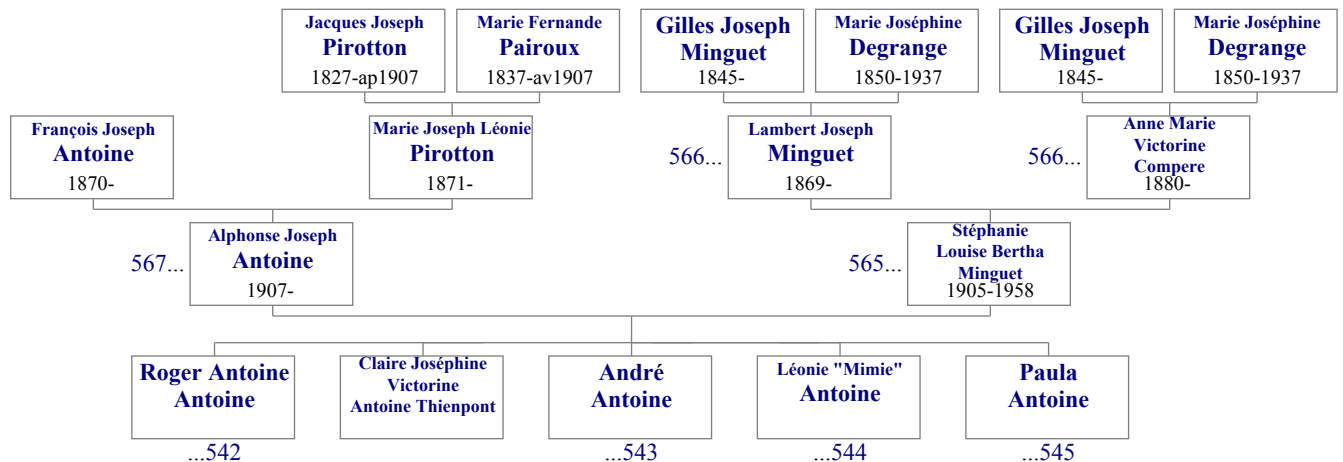 Jacques Joseph
Pirotton
1827-ap1907
Marie Fernande
Pairoux
1837-av1907
Gilles Joseph
Minguet
1845-
Marie Joséphine
Degrange
1850-1937
Gilles Joseph
Minguet
1845-
Marie Joséphine
Degrange
1850-1937
François Joseph
Antoine
1870-
Marie Joseph Léonie
Pirotton
1871-
566...
Lambert Joseph
Minguet
1869-
566...
Anne Marie
Victorine
Compere
1880-
567...
Alphonse Joseph
Antoine
1907-
565...
Stéphanie
Louise Bertha
Minguet
1905-1958
Roger Antoine
Antoine
...542
Claire Joséphine
Victorine
Antoine Thienpont
André
Antoine
...543
Léonie "Mimie"
Antoine
...544
Paula
Antoine
...545